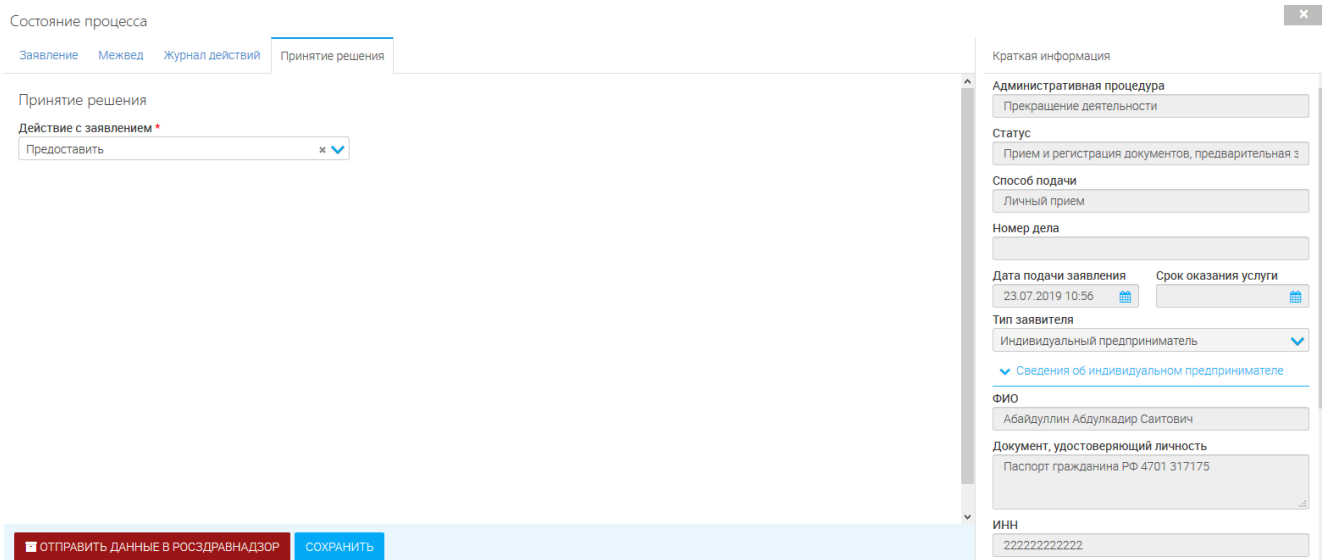 Состояние процесса
×
Заявление Межвед Журнал действий Принятие решения
Принятие решения
Действие с заявлением *
Предоставить
ОТПРАВИТЬ ДАННЫЕ В РОСЗДРАВНАДЗОР СОХРАНИТЬ
Краткая информация
Административная процедура
Прекращение деятельности
Статус
Прием и регистрация документов, предварительная э
Способ подачи
Личный прием
Номер дела
Дата подачи заявления Срок оказания услуги
23.07.2019 10:56
Тип заявителя
Индивидуальный предприниматель
Сведения об индивидуальном предпринимателе
ФИО
Абайдуллин Абдулкадир Саитович
Документ, удостоверяющий личность
Паспорт гражданина РФ 4701 317175
ИНН
222222222222